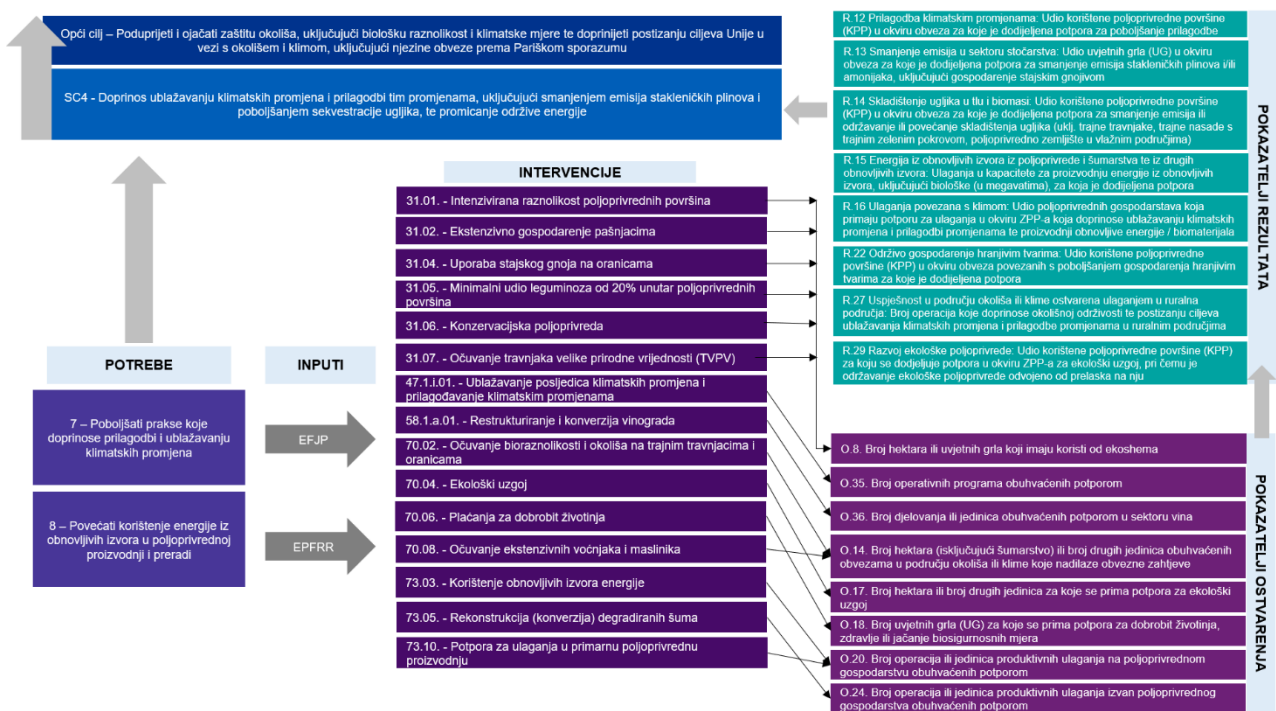 Opći cilj – Poduprijeti i ojačati zaštitu okoliša, uključujući biološku raznolikost i klimatske mjere te doprinijeti postizanju ciljeva Unije u
vezi s okolišem i klimom, uključujući njezine obveze prema Pariškom sporazumu
SC4 - Doprinos ublažavanju klimatskih promjena i prilagodbi tim promjenama, uključujući smanjenjem emisija stakleničkih plinova i
poboljšanjem sekvestracije ugljika, te promicanje održive energije
POTREBE
7 – Poboljšati prakse koje
doprinose prilagodbi i ublažavanju
klimatskih promjena
8 – Povećati korištenje energije iz
obnovljivih izvora u poljoprivrednoj
proizvodnji i preradi
INPUTI
EFJP
EPFRR
INTERVENCIJE
31.01. - Intenzivirana raznolikost poljoprivrednih površina
31.02. - Ekstenzivno gospodarenje pašnjacima
31.04. - Uporaba stajskog gnoja na oranicama
31.05. - Minimalni udio leguminoza od 20% unutar poljoprivrednih
površina
31.06. - Konzervacijska poljoprivreda
31.07. - Očuvanje travnjaka velike prirodne vrijednosti (TVPV)
47.1.i.01. - Ublažavanje posljedica klimatskih promjena i
prilagođavanje klimatskim promjenama
58.1.a.01. - Restrukturiranje i konverzija vinograda
70.02. - Očuvanje bioraznolikosti i okoliša na trajnim travnjacima i
oranicama
70.04. - Ekološki uzgoj
70.06. - Plaćanja za dobrobit životinja
70.08. - Očuvanje ekstenzivnih voćnjaka i maslinika
73.03. - Korištenje obnovljivih izvora energije
73.05. - Rekonstrukcija (konverzija) degradiranih šuma
73.10. - Potpora za ulaganja u primarnu poljoprivrednu
proizvodnju
R.12 Prilagodba klimatskim promjenama: Udio korištene poljoprivredne površine
(KPP) u okviru obveza za koje je dodijeljena potpora za poboljšanje prilagodbe
R.13 Smanjenje emisija u sektoru stočarstva: Udio uvjetnih grla (UG) u okviru
obveza za koje je dodijeljena potpora za smanjenje emisija stakleničkih plinova i/ili
amonijaka, uključujući gospodarenje stajskim gnojivom
R.14 Skladištenje ugljika u tlu i biomasi: Udio korištene poljoprivredne površine
(KPP) u okviru obveza za koje je dodijeljena potpora za smanjenje emisija ili
održavanje ili povećanje skladištenja ugljika (uklj. trajne travnjake, trajne nasade s
trajnim zelenim pokrovom, poljoprivredno zemljište u vlažnim područjima)
R.15 Energija iz obnovljivih izvora iz poljoprivrede i šumarstva te iz drugih
obnovljivih izvora: Ulaganja u kapacitete za proizvodnju energije iz obnovljivih
izvora, uključujući biološke (u megavatima), za koja je dodijeljena potpora
R.16 Ulaganja povezana s klimom: Udio poljoprivrednih gospodarstava koja
primaju potporu za ulaganja u okviru ZPP-a koja doprinose ublažavanju klimatskih
promjena i prilagodbi promjenama te proizvodnji obnovljive energije / biomaterijala
R.22 Održivo gospodarenje hranjivim tvarima: Udio korištene poljoprivredne
površine (KPP) u okviru obveza povezanih s poboljšanjem gospodarenja hranjivim
tvarima za koje je dodijeljena potpora
R.27 Uspješnost u području okoliša ili klime ostvarena ulaganjem u ruralna
područja: Broj operacija koje doprinose okolišnoj održivosti te postizanju ciljeva
ublažavanja klimatskih promjena i prilagodbe promjenama u ruralnim područjima
R.29 Razvoj ekološke poljoprivrede: Udio korištene poljoprivredne površine (KPP)
za koju se dodjeljuje potpora u okviru ZPP-a za ekološki uzgoj, pri čemu je
održavanje ekološke poljoprivrede odvojeno od prelaska na nju
POKAZATELJI REZULTATA
O.8. Broj hektara ili uvjetnih grla koji imaju koristi od ekoshema
O.35. Broj operativnih programa obuhvaćenih potporom
O.36. Broj djelovanja ili jedinica obuhvaćenih potporom u sektoru vina
O.14. Broj hektara (isključujući šumarstvo) ili broj drugih jedinica obuhvaćenih
obvezama u području okoliša ili klime koje nadilaze obvezne zahtjeve
O.17. Broj hektara ili broj drugih jedinica za koje se prima potpora za ekološki
uzgoj
O.18. Broj uvjetnih grla (UG) za koje se prima potpora za dobrobit životinja,
zdravlje ili jačanje biosigurnosnih mjera
O.20. Broj operacija ili jedinica produktivnih ulaganja na poljoprivrednom
gospodarstvu obuhvaćenih potporom
O.24. Broj operacija ili jedinica produktivnih ulaganja izvan poljoprivrednog
gospodarstva obuhvaćenih potporom
POKAZATELJI OSTVARENJA